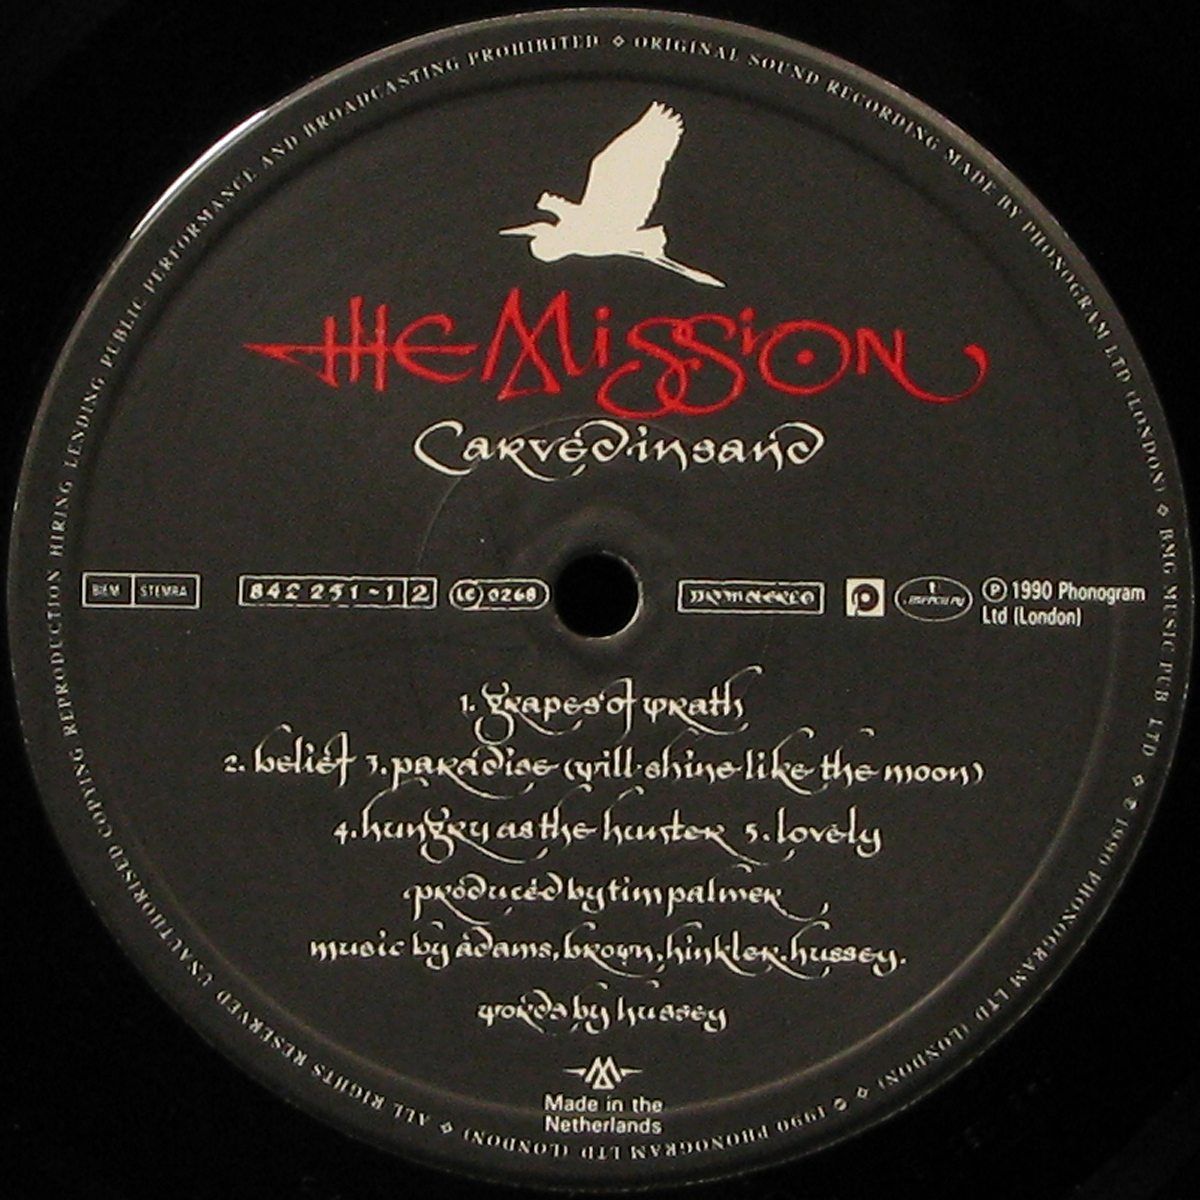 ALL RIGHTS RESERVED UNAUTHORISED COPYING REPRODUCTION HIRING LENDING PUBLIC PERFORMANCE AND BROADCASTING PROHIBITED ◇ ORIGINAL SOUND RECORDING MADE BY PHONOGRAM LTD (LONDON) ◇ BMG MUSIC PUB LTD ◇ ℗ 1990 PHONOGRAM LTD (LONDON) ◇ © 1990 PHONOGRAM LTD (LONDON) ◇
THE MISSION
Carved in sand
BIEM STEMRA 842 251-1 2 LC 0268 ℗ 1990 Phonogram
Ltd (London)
1. grapes of wrath
2. belief 3. paradise (will shine like the moon)
4. hungry as the hunter 5. lovely
produced by tim palmer
music by adams, brown, hinkler, hussey.
words by hussey
M
Made in the
Netherlands